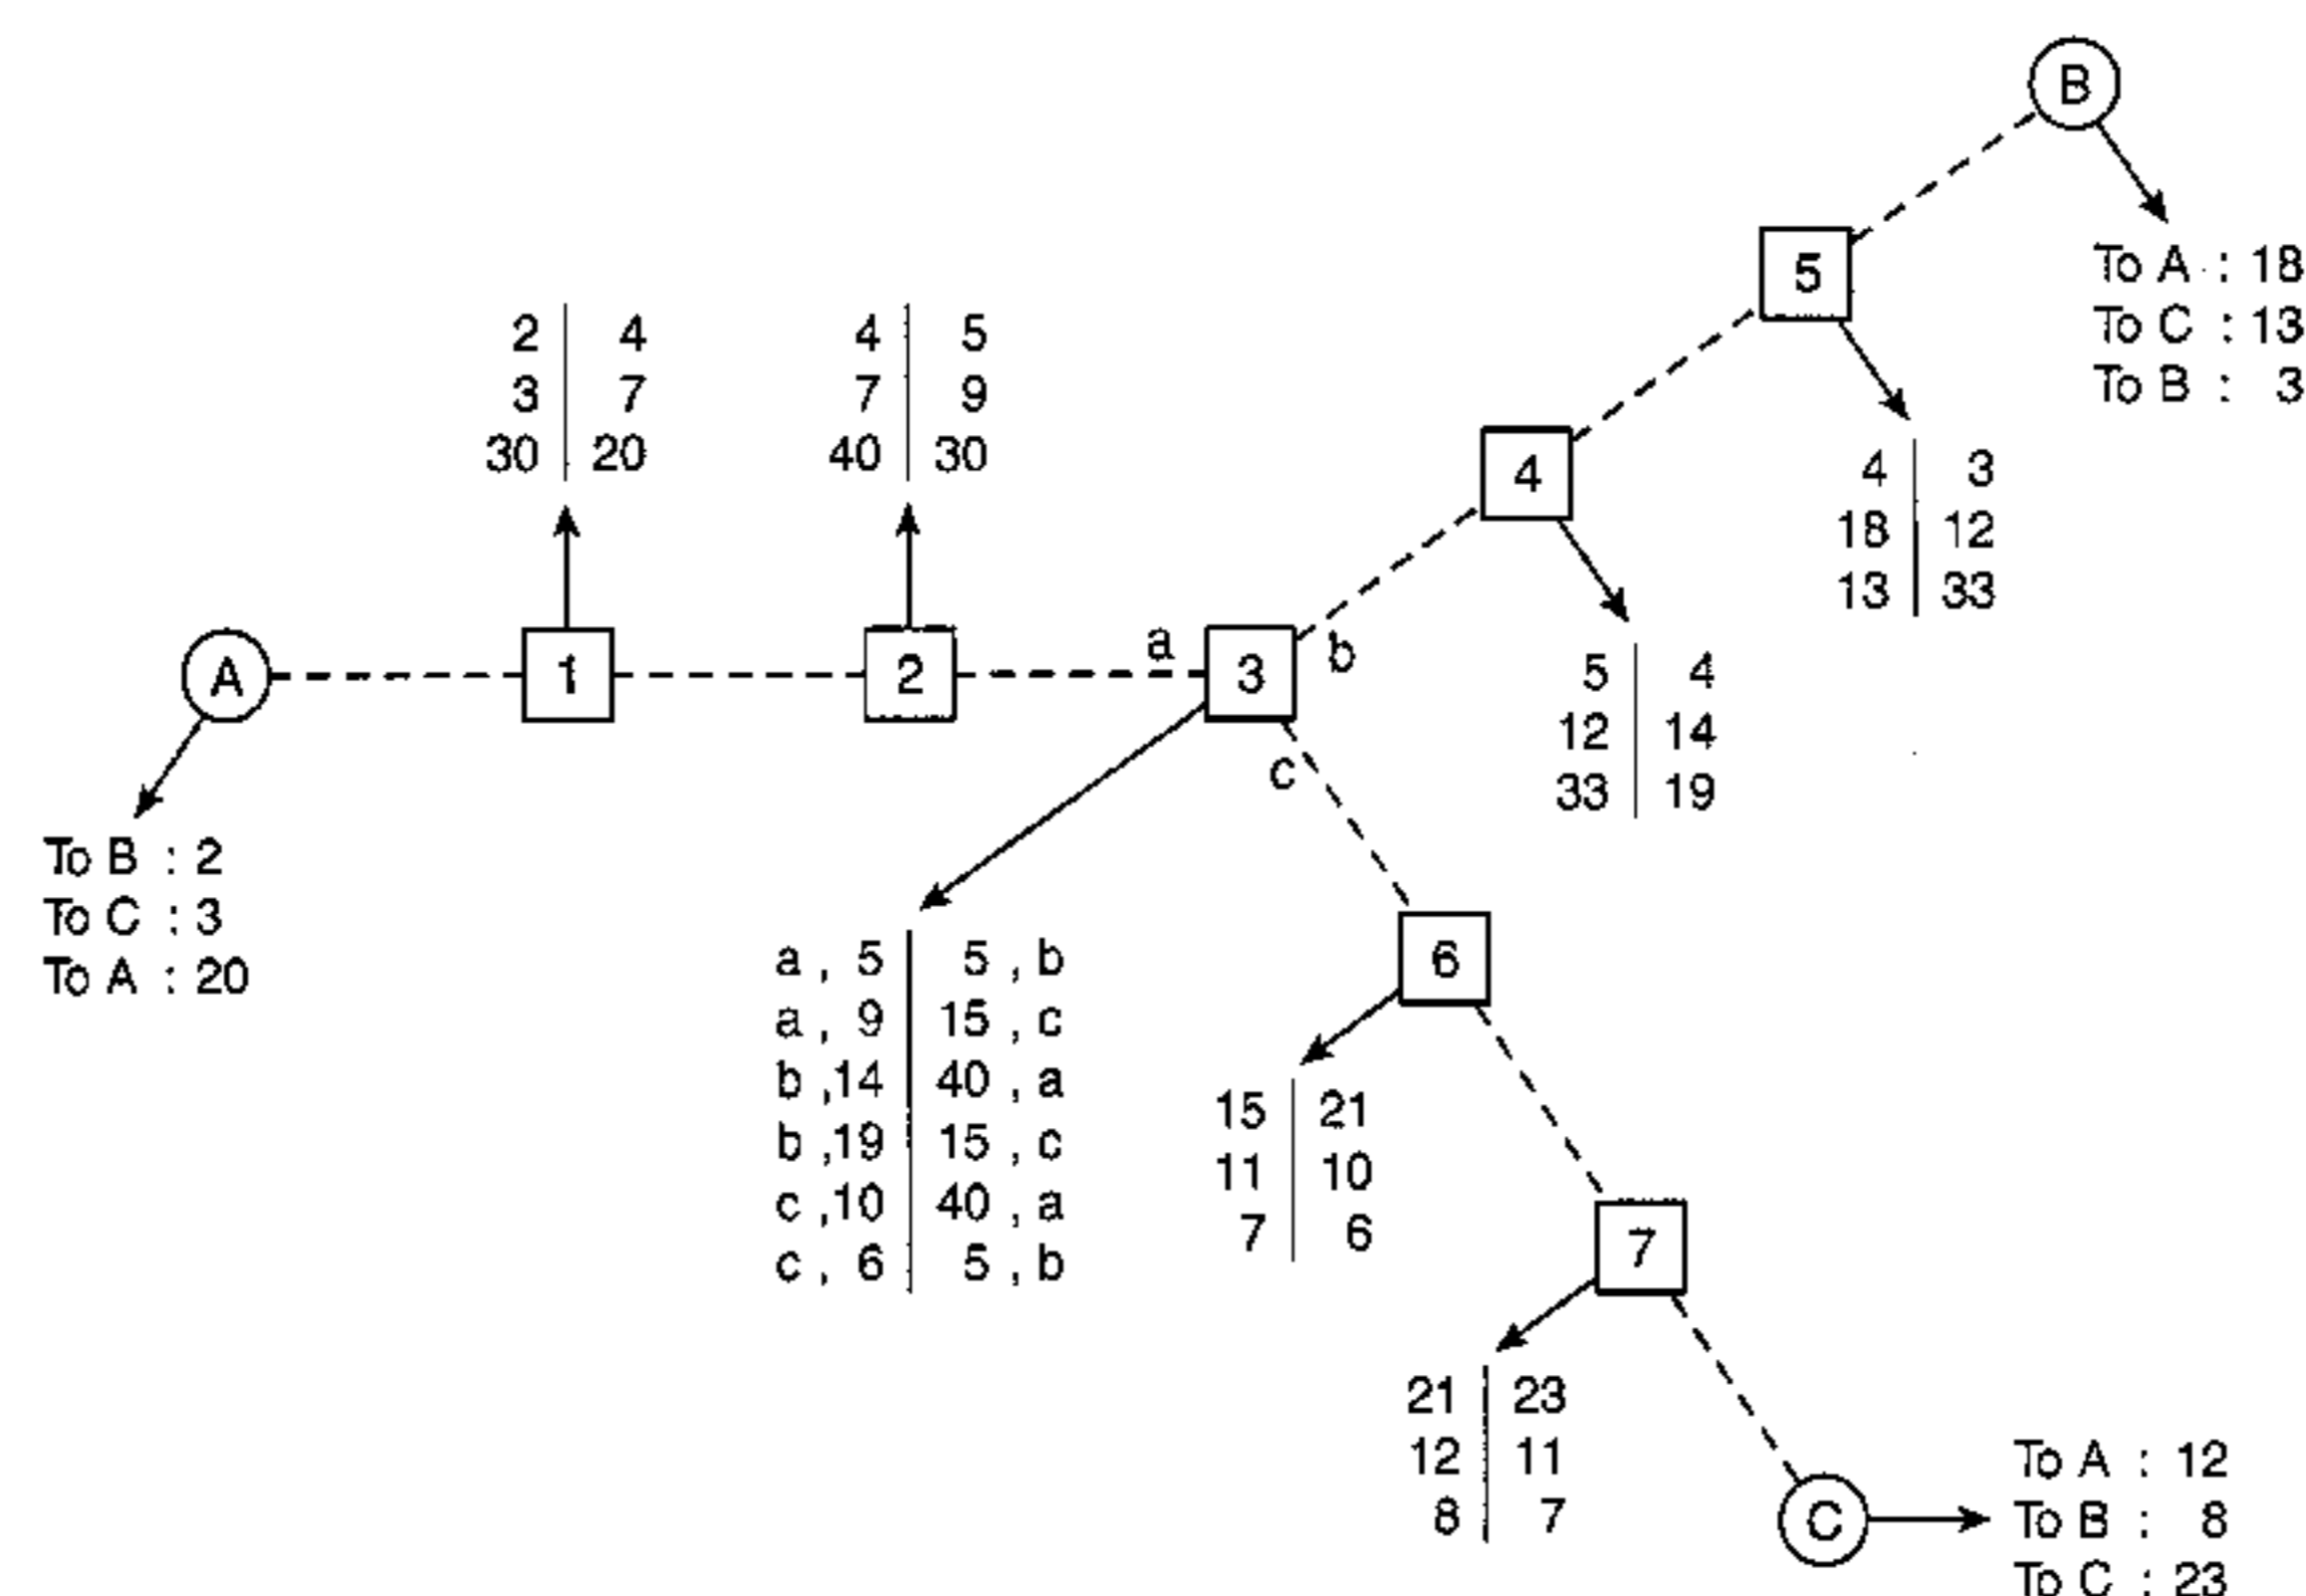 B
5
To A : 18
To C : 13
To B : 3
2 | 4
3 | 7
30 | 20
4 | 5
7 | 9
40 | 30
4
4 | 3
18 | 12
13 | 33
A
1
2
a
3
b
c
5 | 4
12 | 14
33 | 19
To B : 2
To C : 3
To A : 20
a , 5 | 5 , b
a , 9 | 15 , c
b ,14 | 40 , a
b ,19 | 15 , c
c ,10 | 40 , a
c , 6 | 5 , b
6
15 | 21
11 | 10
7 | 6
7
21 | 23
12 | 11
8 | 7
C
To A : 12
To B : 8
To C : 23